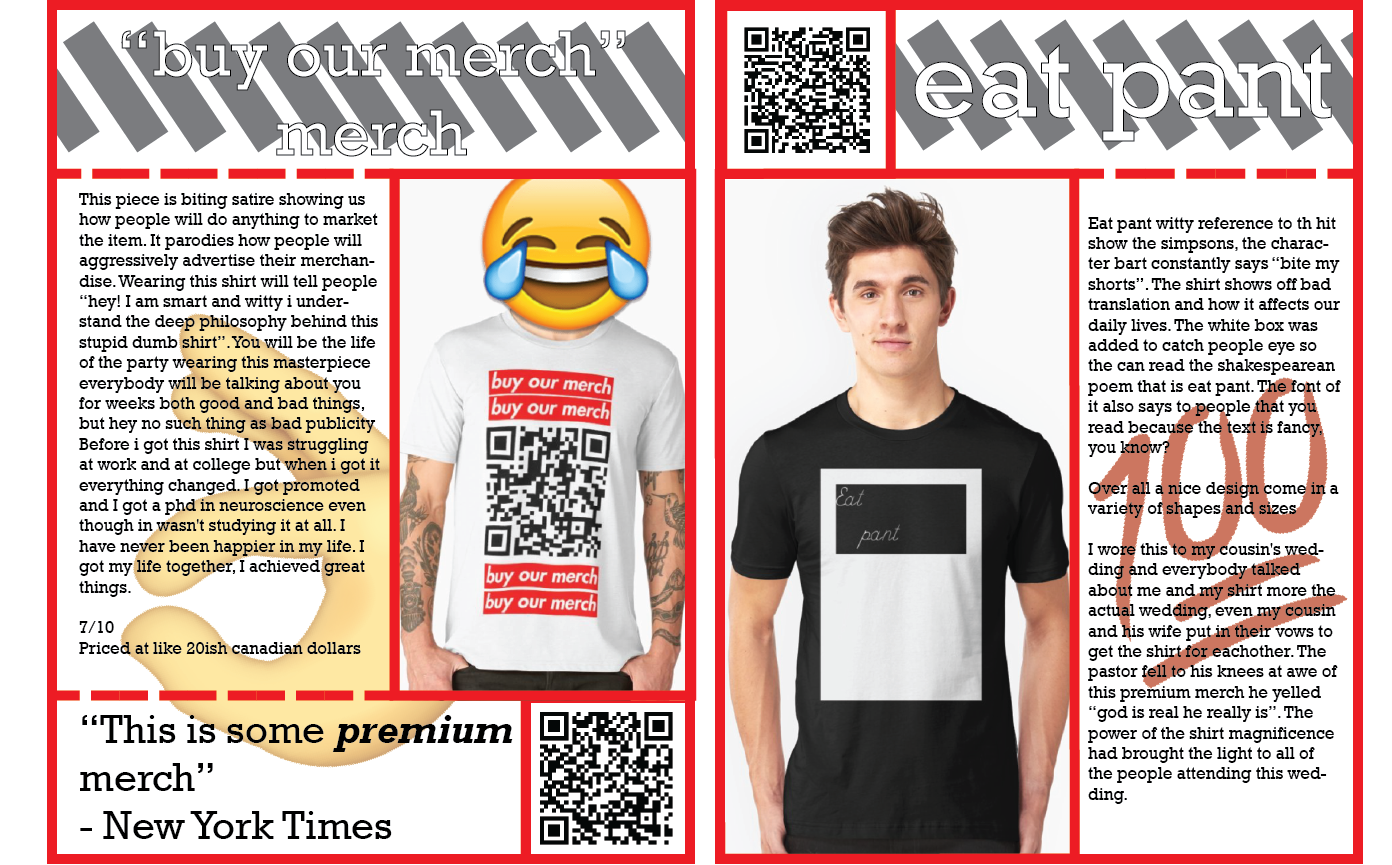 “buy our merch”
merch
This piece is biting satire showing us
how people will do anything to market
the item. It parodies how people will
aggressively advertise their merchan-
dise. Wearing this shirt will tell people
“hey! I am smart and witty i under-
stand the deep philosophy behind this
stupid dumb shirt”. You will be the life
of the party wearing this masterpiece
everybody will be talking about you
for weeks both good and bad things,
but hey no such thing as bad publicity
Before i got this shirt I was struggling
at work and at college but when i got it
everything changed. I got promoted
and I got a phd in neuroscience even
though in wasn't studying it at all. I
have never been happier in my life. I
got my life together, I achieved great
things.
7/10
Priced at like 20ish canadian dollars
buy our merch
buy our merch
buy our merch
buy our merch
“This is some premium
merch”
- New York Times
eat pant
Eat
pant
Eat pant witty reference to th hit
show the simpsons, the charac-
ter bart constantly says “bite my
shorts”. The shirt shows off bad
translation and how it affects our
daily lives. The white box was
added to catch people eye so
the can read the shakespearean
poem that is eat pant. The font of
it also says to people that you
read because the text is fancy,
you know?
Over all a nice design come in a
variety of shapes and sizes
I wore this to my cousin's wed-
ding and everybody talked
about me and my shirt more the
actual wedding, even my cousin
and his wife put in their vows to
get the shirt for eachother. The
pastor fell to his knees at awe of
this premium merch he yelled
“god is real he really is”. The
power of the shirt magnificence
had brought the light to all of
the people attending this wed-
ding.
100